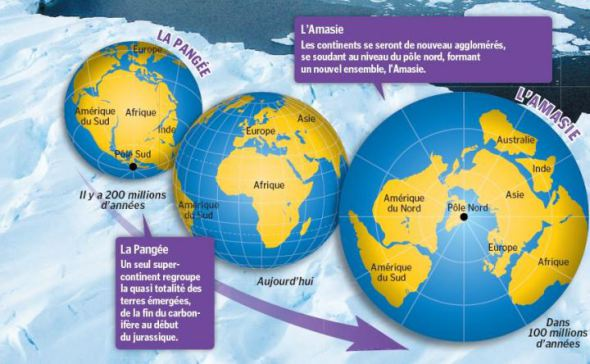 LA PANGÉE
Europe
Amérique
du Sud
Afrique
Inde
Pôle Sud
Il y a 200 millions
d'années
La Pangée
Un seul super-
continent regroupe
la quasi totalité des
terres émergées,
de la fin du carbon-
ifère au début
du jurassique.
Europe
Asie
Afrique
Amérique
du Sud
Aujourd'hui
L'Amasie
Les continents se seront de nouveau agglomérés,
se soudant au niveau du pôle nord, formant
un nouvel ensemble, l'Amasie.
L'AMASIE
Australie
Inde
Asie
Amérique
du Nord
Pôle Nord
Europe
Afrique
Amérique
du Sud
Dans
100 millions
d'années